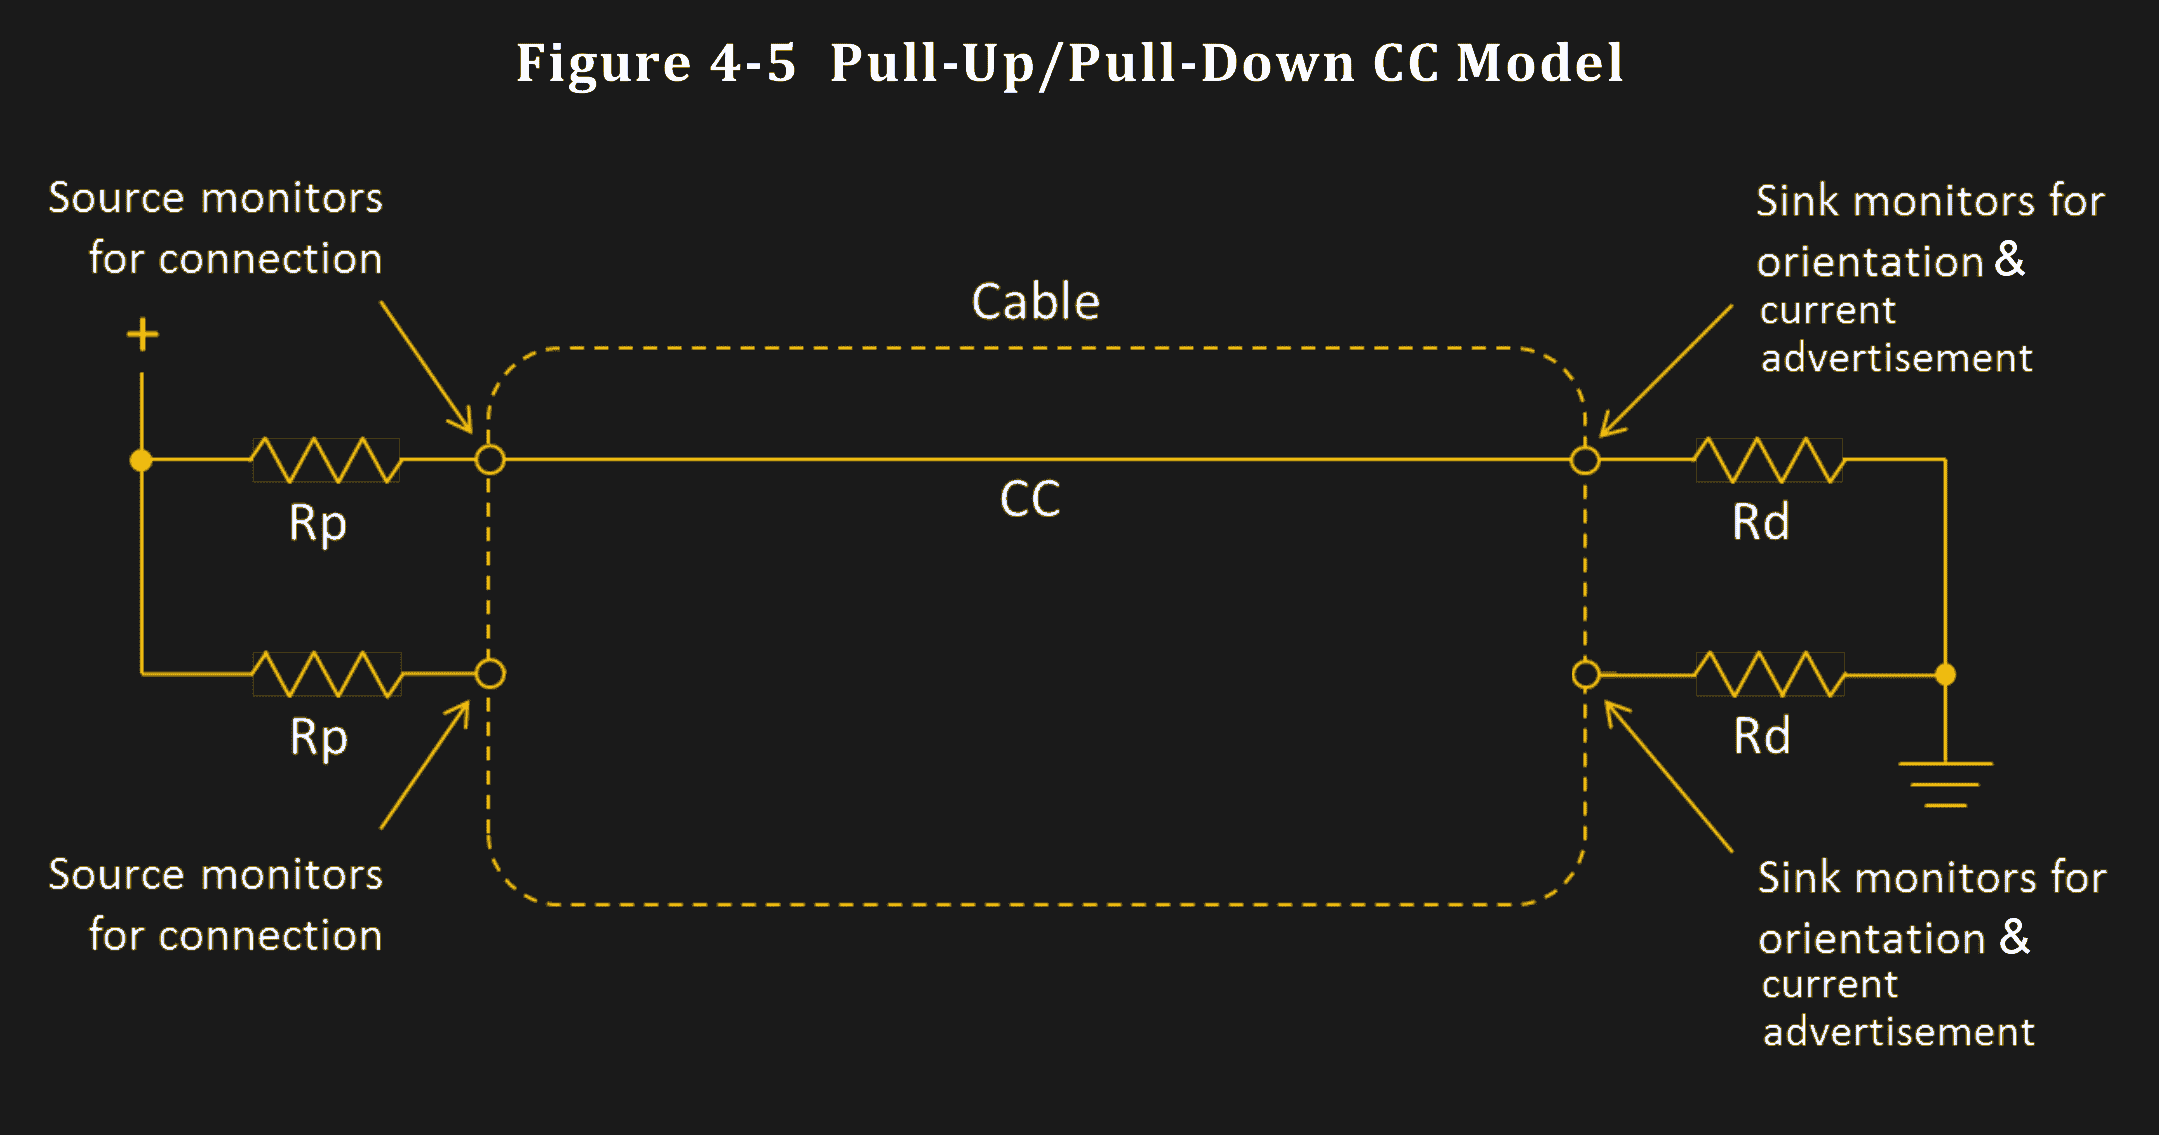 Figure 4-5 Pull-Up/Pull-Down CC Model
Source monitors
for connection
Sink monitors for
orientation &
current
advertisement
Cable
+
CC
Rp
Rd
Rp
Rd
Source monitors
for connection
Sink monitors for
orientation &
current
advertisement